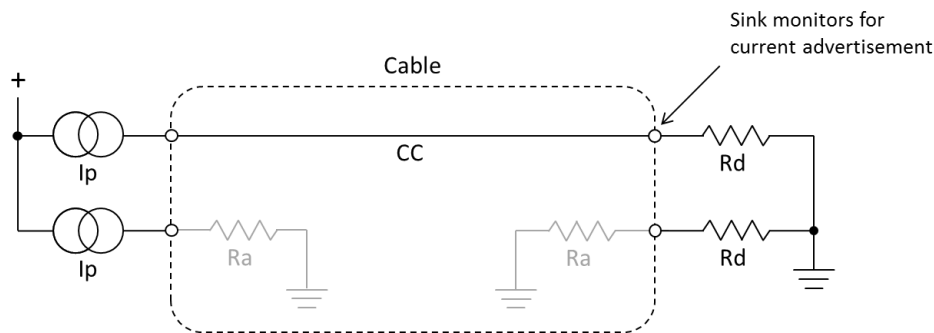 Sink monitors for
current advertisement
Cable
+
Ip
CC
Rd
Ip
Ra
Ra
Rd